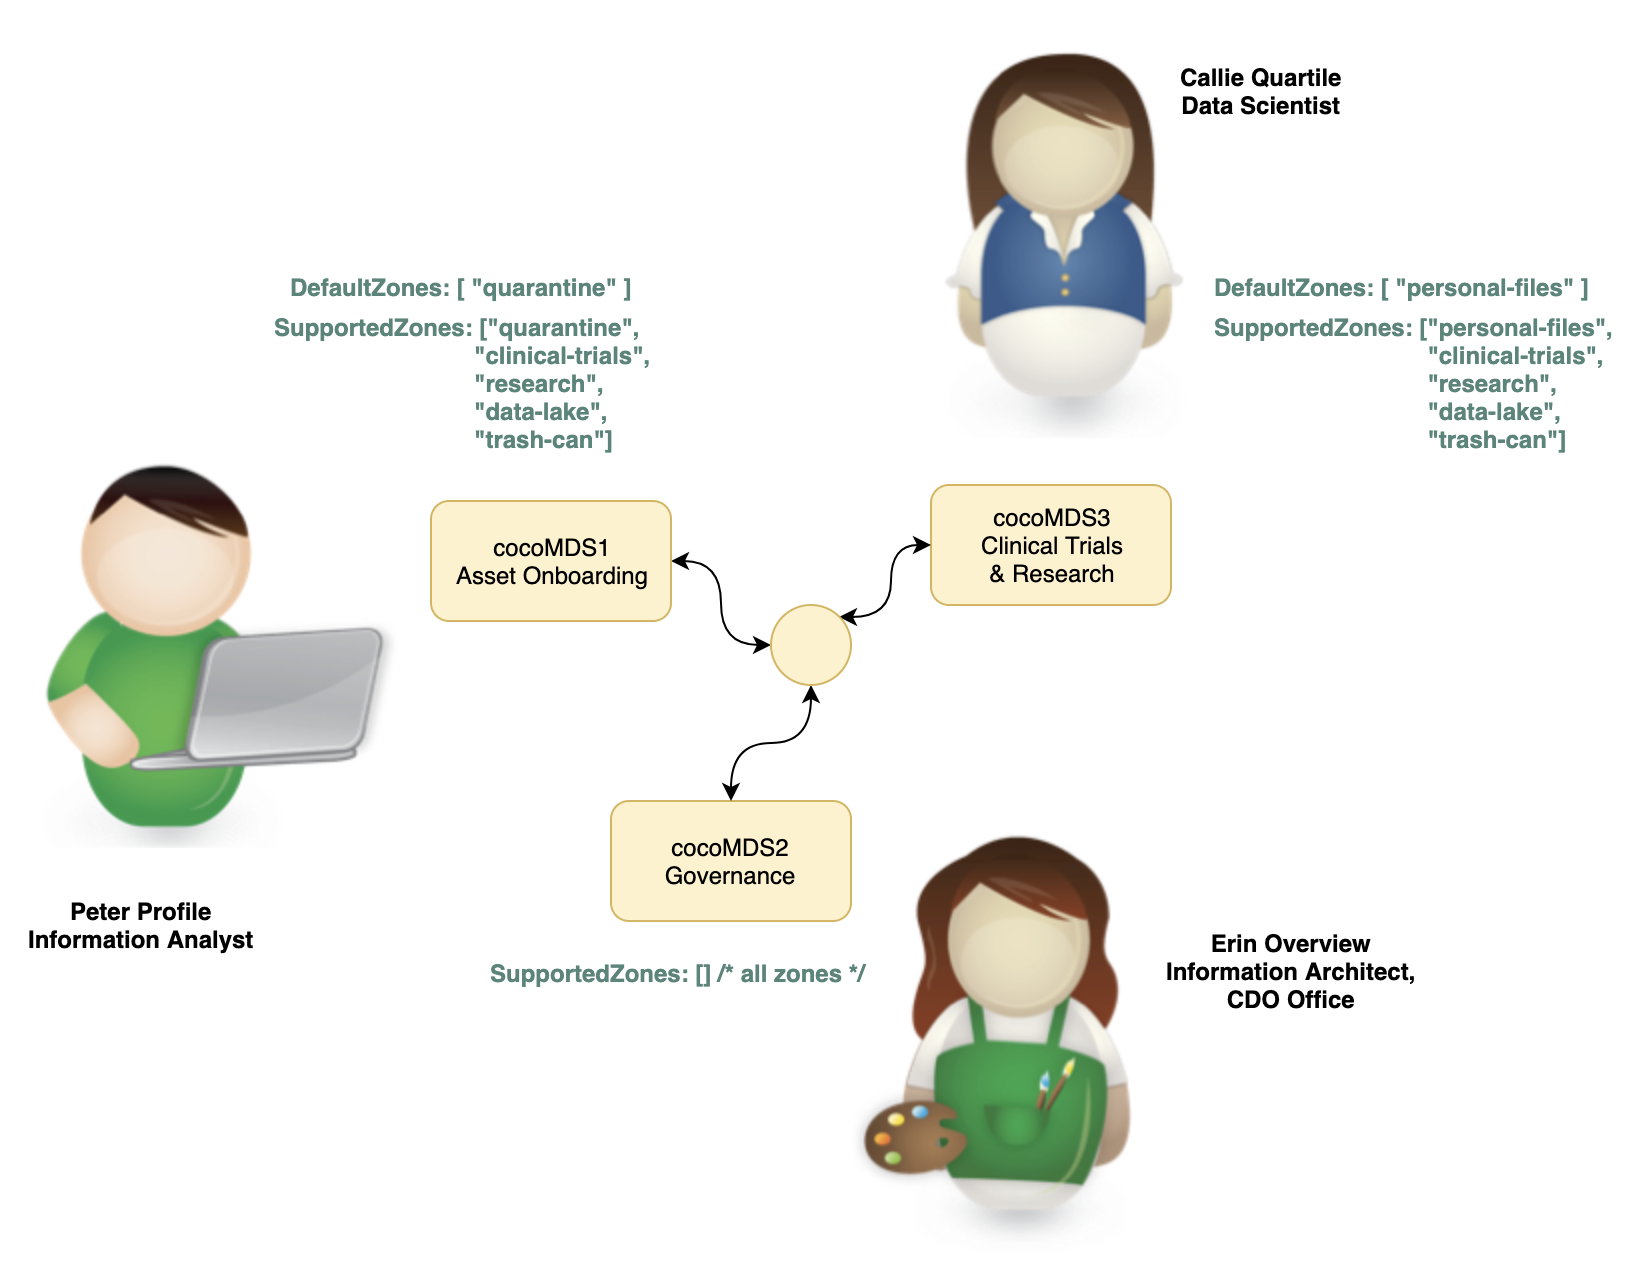 Callie Quartile
Data Scientist
DefaultZones: [ "quarantine" ]
SupportedZones: ["quarantine",
"clinical-trials",
"research",
"data-lake",
"trash-can"]
DefaultZones: [ "personal-files" ]
SupportedZones: ["personal-files",
"clinical-trials",
"research",
"data-lake",
"trash-can"]
cocoMDS1
Asset Onboarding
cocoMDS3
Clinical Trials
& Research
cocoMDS2
Governance
Peter Profile
Information Analyst
SupportedZones: [] /* all zones */
Erin Overview
Information Architect,
CDO Office